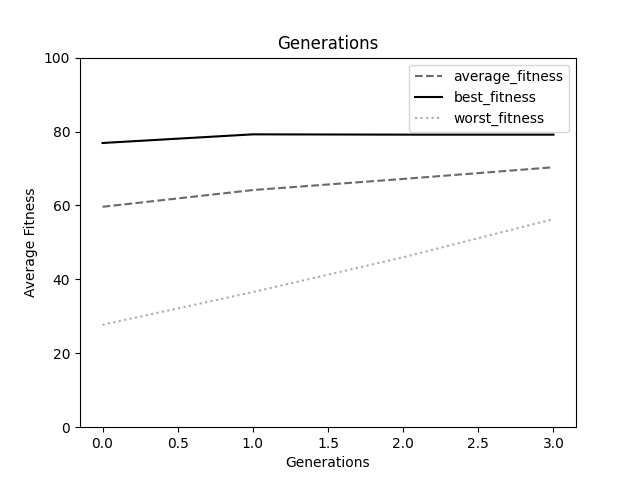 Generations
100
80
60
40
20
0
Average Fitness
average_fitness
best_fitness
worst_fitness
0.0 0.5 1.0 1.5 2.0 2.5 3.0
Generations